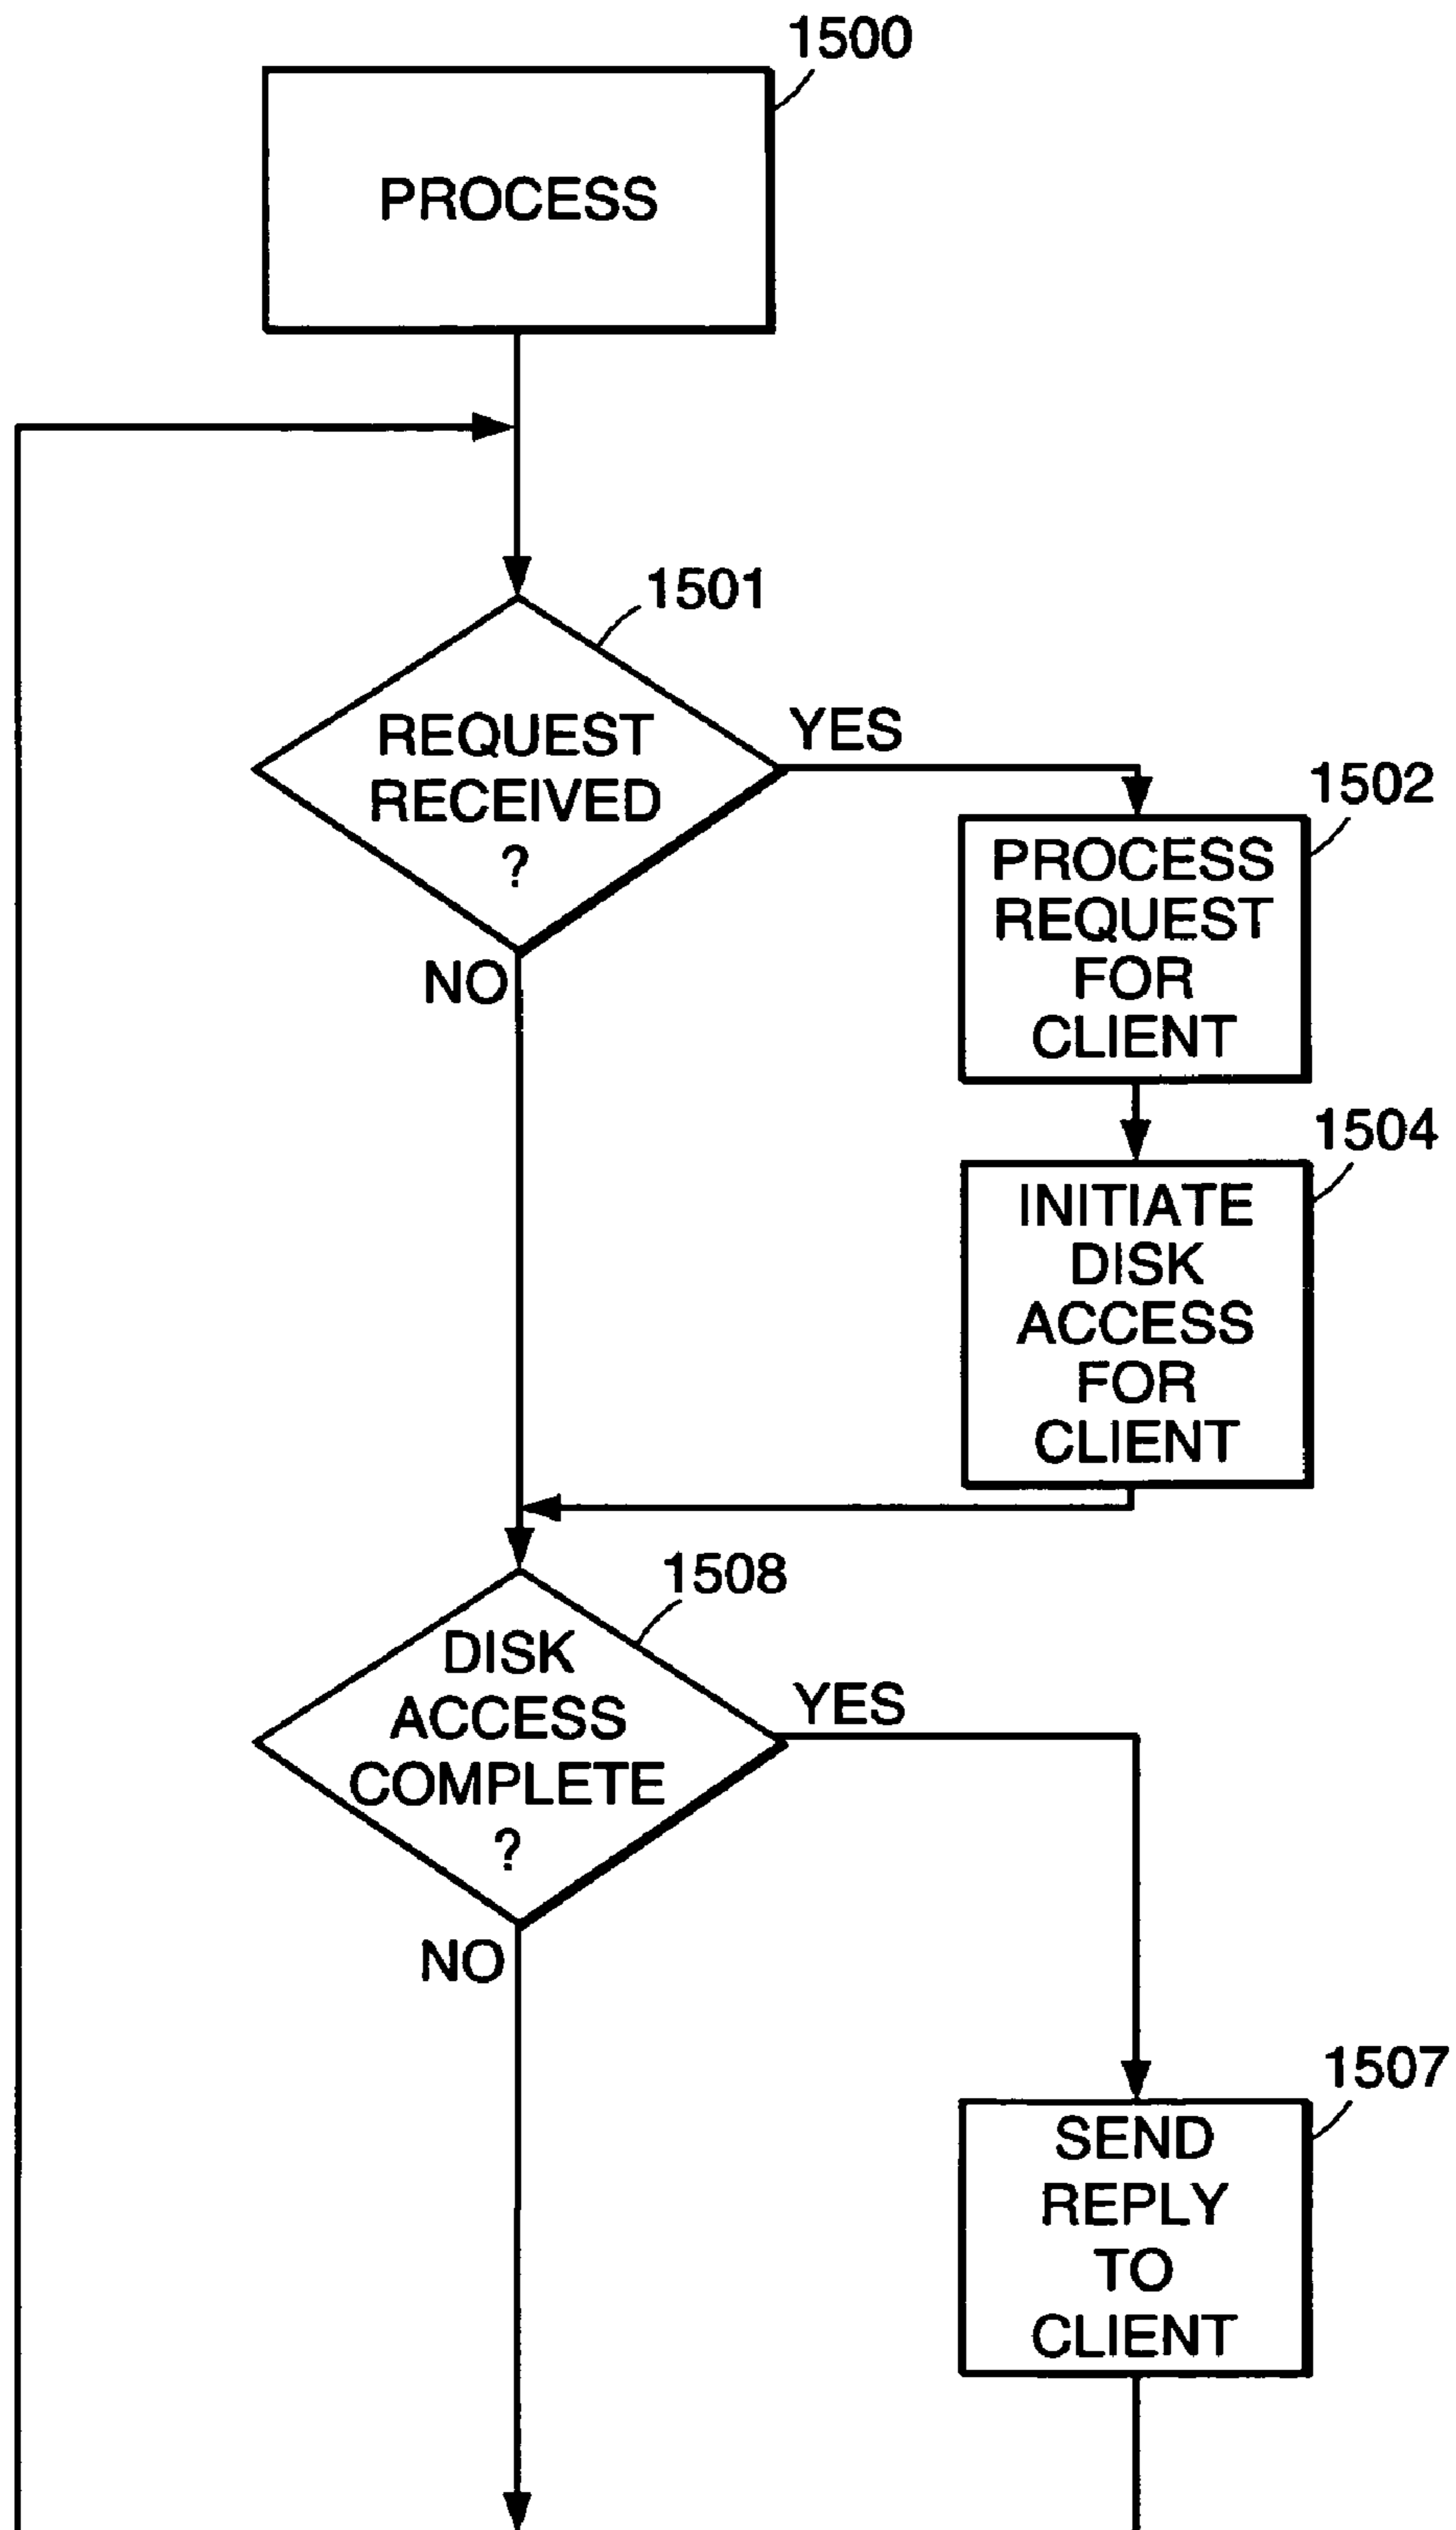 1500
PROCESS
1501
REQUEST
RECEIVED
?
YES
NO
1502
PROCESS
REQUEST
FOR
CLIENT
1504
INITIATE
DISK
ACCESS
FOR
CLIENT
1508
DISK
ACCESS
COMPLETE
?
YES
NO
1507
SEND
REPLY
TO
CLIENT